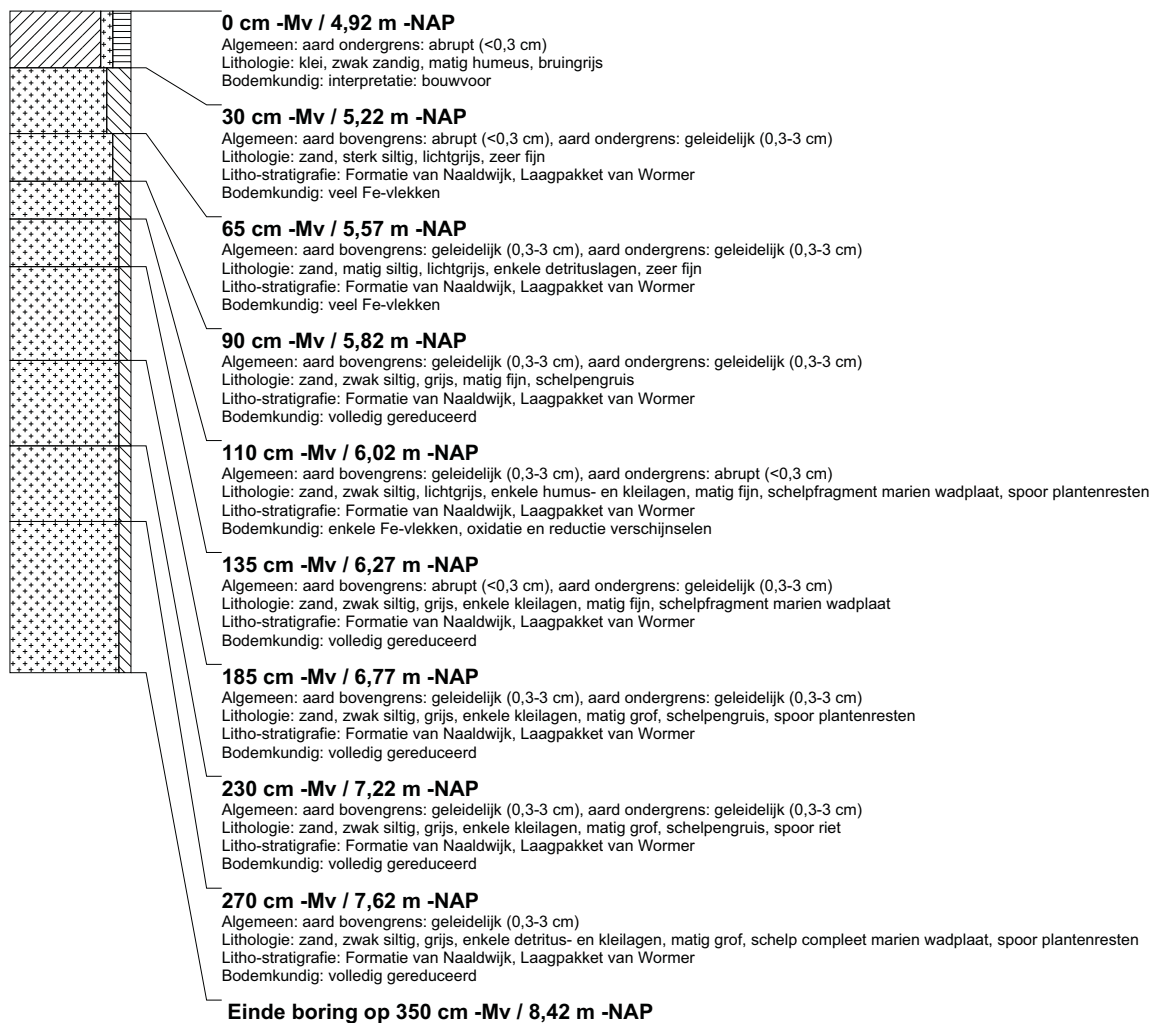 0 cm -Mv / 4,92 m -NAP
Algemeen: aard ondergrens: abrupt (<0,3 cm)
Lithologie: klei, zwak zandig, matig humeus, bruingrijs
Bodemkundig: interpretatie: bouwvoor
30 cm -Mv / 5,22 m -NAP
Algemeen: aard bovengrens: abrupt (<0,3 cm), aard ondergrens: geleidelijk (0,3-3 cm)
Lithologie: zand, sterk siltig, lichtgrijs, zeer fijn
Litho-stratigrafie: Formatie van Naaldwijk, Laagpakket van Wormer
Bodemkundig: veel Fe-vlekken
65 cm -Mv / 5,57 m -NAP
Algemeen: aard bovengrens: geleidelijk (0,3-3 cm), aard ondergrens: geleidelijk (0,3-3 cm)
Lithologie: zand, matig siltig, lichtgrijs, enkele detrituslagen, zeer fijn
Litho-stratigrafie: Formatie van Naaldwijk, Laagpakket van Wormer
Bodemkundig: veel Fe-vlekken
90 cm -Mv / 5,82 m -NAP
Algemeen: aard bovengrens: geleidelijk (0,3-3 cm), aard ondergrens: geleidelijk (0,3-3 cm)
Lithologie: zand, zwak siltig, grijs, matig fijn, schelpengruis
Litho-stratigrafie: Formatie van Naaldwijk, Laagpakket van Wormer
Bodemkundig: volledig gereduceerd
110 cm -Mv / 6,02 m -NAP
Algemeen: aard bovengrens: geleidelijk (0,3-3 cm), aard ondergrens: abrupt (<0,3 cm)
Lithologie: zand, zwak siltig, lichtgrijs, enkele humus- en kleilagen, matig fijn, schelpfragment marien wadplaat, spoor plantenresten
Litho-stratigrafie: Formatie van Naaldwijk, Laagpakket van Wormer
Bodemkundig: enkele Fe-vlekken, oxidatie en reductie verschijnselen
135 cm -Mv / 6,27 m -NAP
Algemeen: aard bovengrens: abrupt (<0,3 cm), aard ondergrens: geleidelijk (0,3-3 cm)
Lithologie: zand, zwak siltig, grijs, enkele kleilagen, matig fijn, schelpfragment marien wadplaat
Litho-stratigrafie: Formatie van Naaldwijk, Laagpakket van Wormer
Bodemkundig: volledig gereduceerd
185 cm -Mv / 6,77 m -NAP
Algemeen: aard bovengrens: geleidelijk (0,3-3 cm), aard ondergrens: geleidelijk (0,3-3 cm)
Lithologie: zand, zwak siltig, grijs, enkele kleilagen, matig grof, schelpengruis, spoor plantenresten
Litho-stratigrafie: Formatie van Naaldwijk, Laagpakket van Wormer
Bodemkundig: volledig gereduceerd
230 cm -Mv / 7,22 m -NAP
Algemeen: aard bovengrens: geleidelijk (0,3-3 cm), aard ondergrens: geleidelijk (0,3-3 cm)
Lithologie: zand, zwak siltig, grijs, enkele kleilagen, matig grof, schelpengruis, spoor riet
Litho-stratigrafie: Formatie van Naaldwijk, Laagpakket van Wormer
Bodemkundig: volledig gereduceerd
270 cm -Mv / 7,62 m -NAP
Algemeen: aard bovengrens: geleidelijk (0,3-3 cm)
Lithologie: zand, zwak siltig, grijs, enkele detritus- en kleilagen, matig grof, schelp compleet marien wadplaat, spoor plantenresten
Litho-stratigrafie: Formatie van Naaldwijk, Laagpakket van Wormer
Bodemkundig: volledig gereduceerd
Einde boring op 350 cm -Mv / 8,42 m -NAP